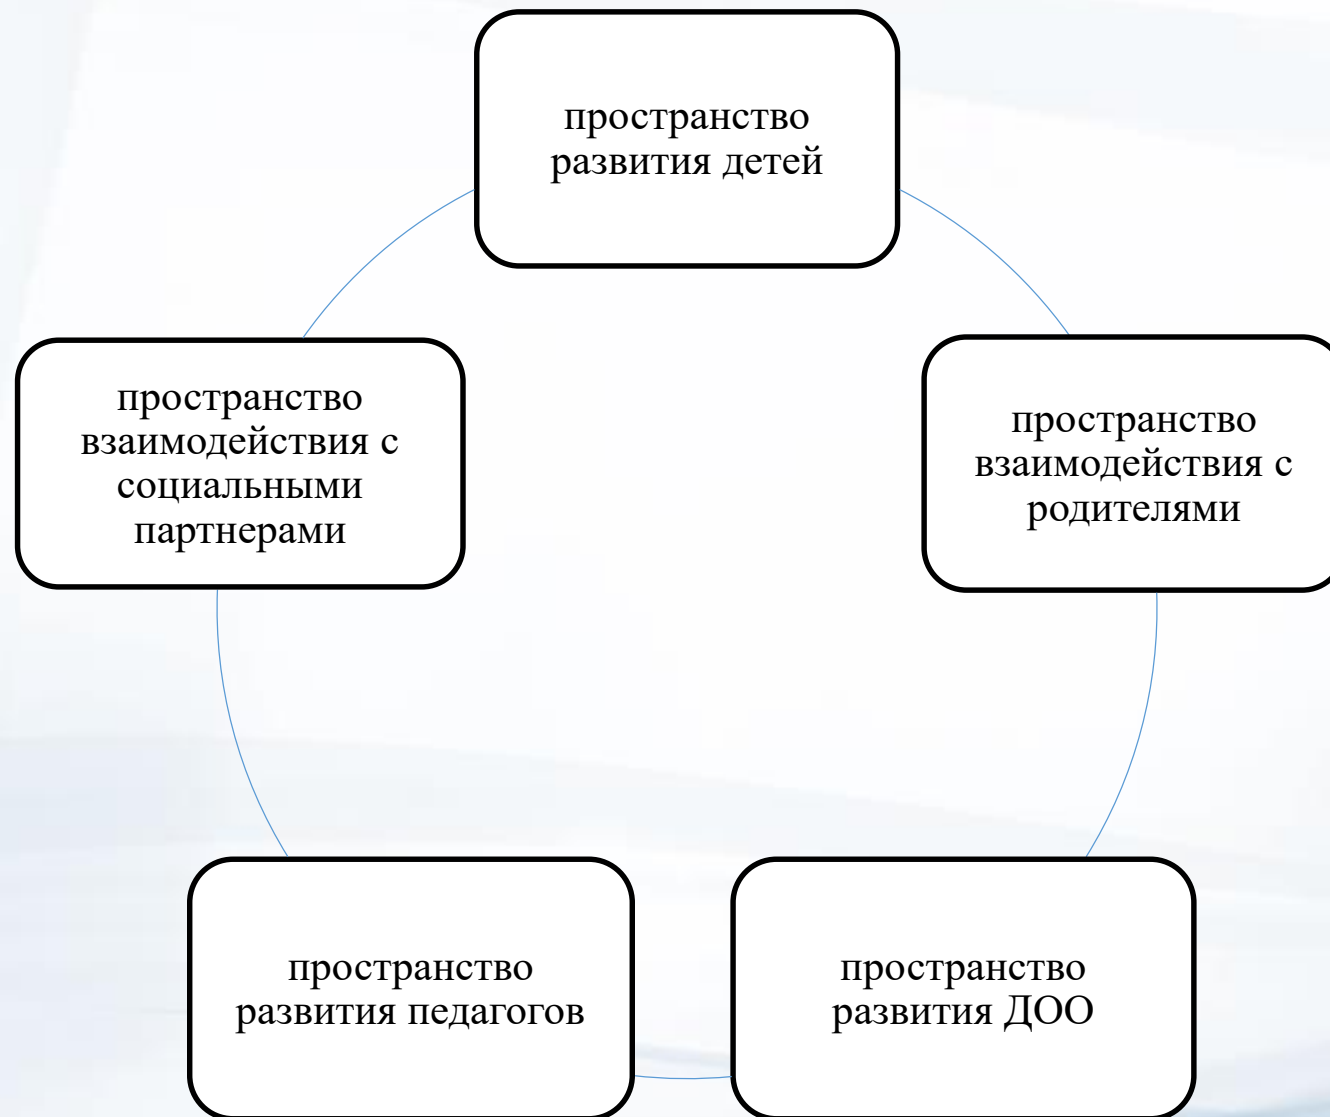 пространство
развития детей
пространство
взаимодействия с
социальными
партнерами
пространство
взаимодействия с
родителями
пространство
развития педагогов
пространство
развития ДОО